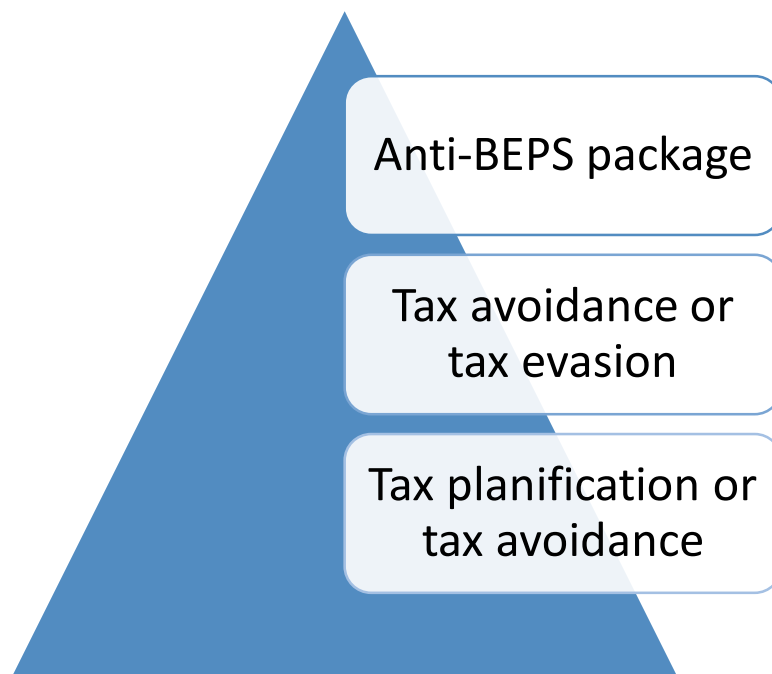 Anti-BEPS package
Tax avoidance or
tax evasion
Tax planification or
tax avoidance